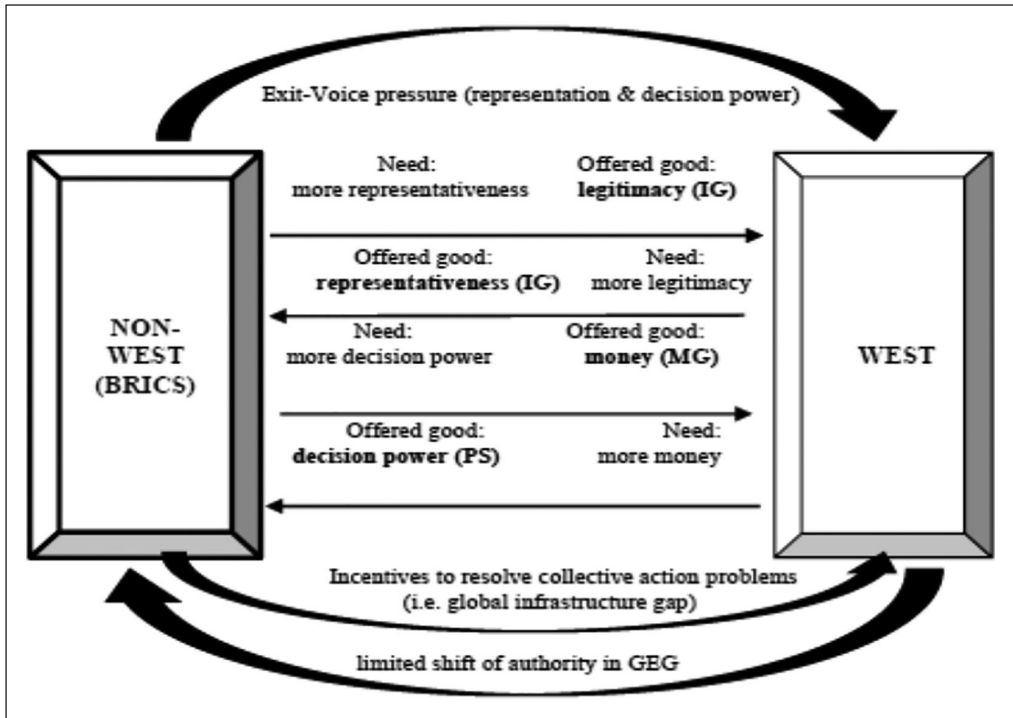 Exit-Voice pressure (representation & decision power)
Need:
more representativeness
Offered good:
legitimacy (IG)
Offered good:
representativeness (IG)
Need:
more legitimacy
Need:
more decision power
Offered good:
money (MG)
Offered good:
decision power (PS)
Need:
more money
NON-
WEST
(BRICS)
WEST
Incentives to resolve collective action problems
(i.e. global infrastructure gap)
limited shift of authority in GEG